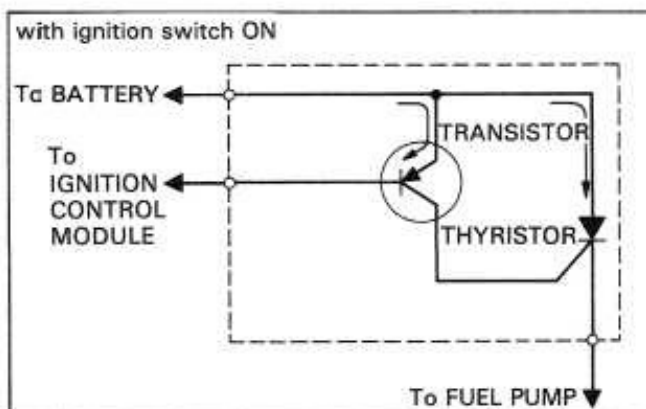 with ignition switch ON
To BATTERY
TRANSISTOR
To
IGNITION
CONTROL
MODULE
THYRISTOR
To FUEL PUMP